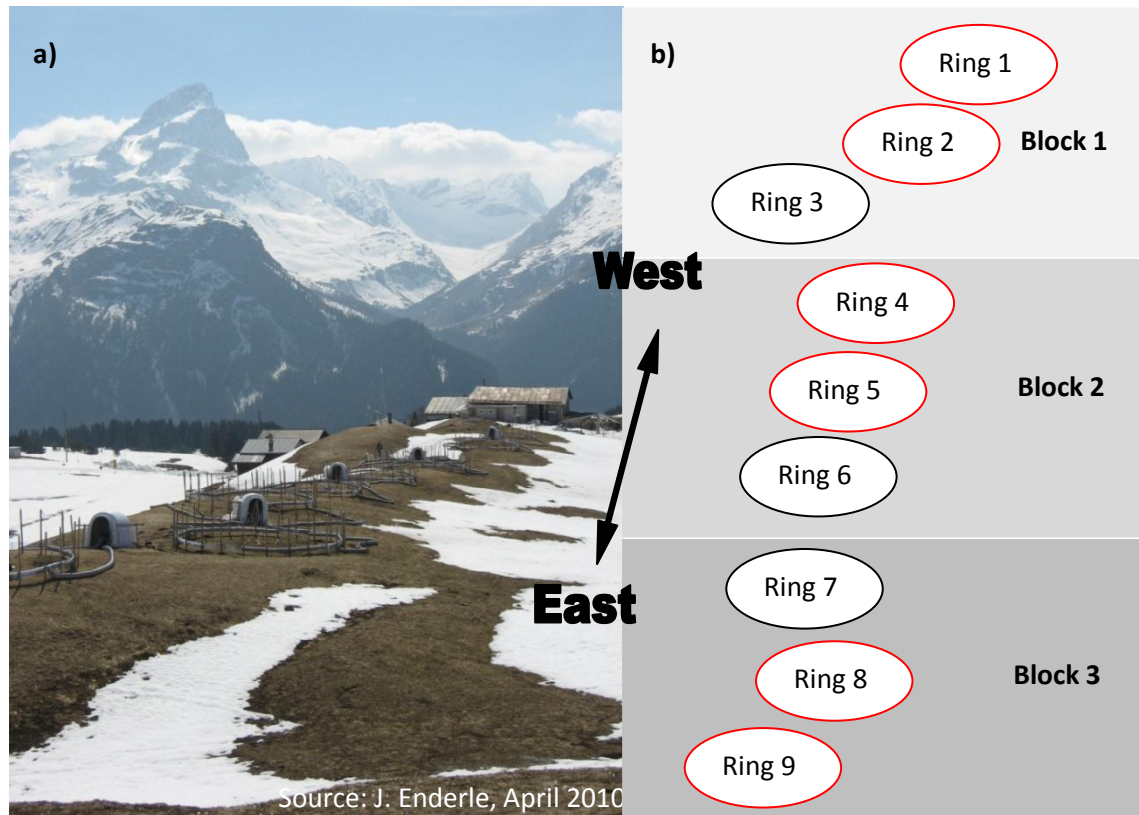 a)
b)
Ring 1
Ring 2
Block 1
Ring 3
West
Ring 4
Ring 5
Block 2
Ring 6
Ring 7
East
Ring 8
Block 3
Ring 9
Source: J. Enderle, April 2010